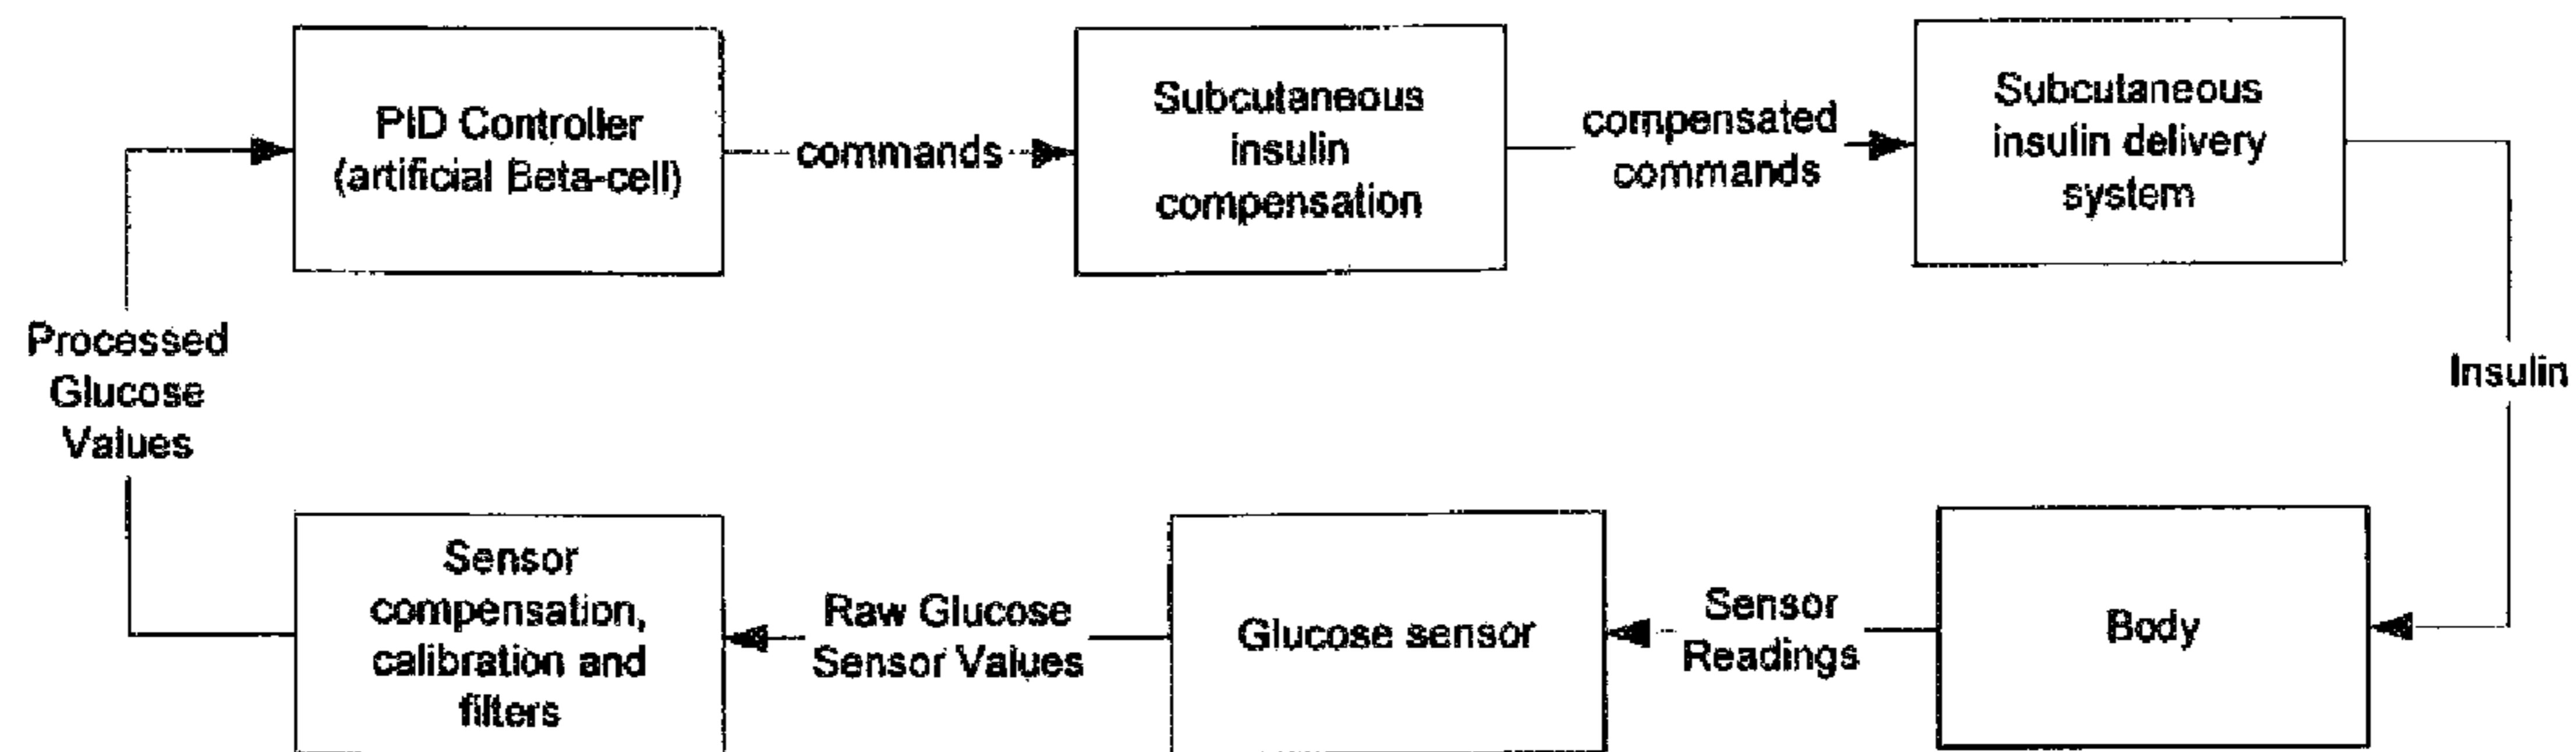 PID Controller
(artificial Beta-cell)
commands
Subcutaneous
insulin
compensation
compensated
commands
Subcutaneous
insulin delivery
system
Processed
Glucose
Values
Insulin
Sensor
compensation,
calibration and
filters
Raw Glucose
Sensor Values
Glucose sensor
Sensor
Readings
Body